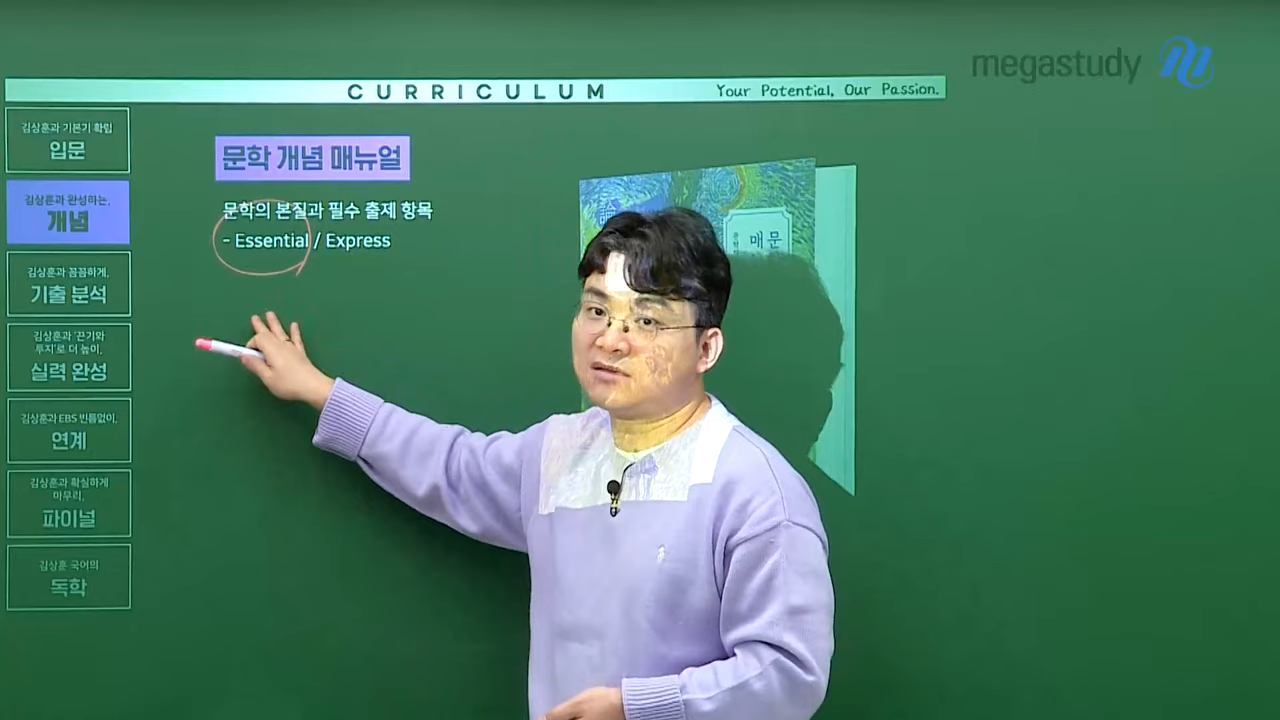 megastudy
CURRICULUM
Your Potential, Our Passion.
김상훈과 기본기 확립
입문
김상훈과 완성하는,
개념
김상훈과 꼼꼼하게,
기출 분석
김상훈과 '끈기와
투지'로 더 높이,
실력 완성
김상훈과 EBS 빈틈없이,
연계
김상훈과 확실하게
마무리,
파이널
김상훈 국어의
독학
문학 개념 매뉴얼
문학의 본질과 필수 출제 항목
- Essential / Express
論
매문